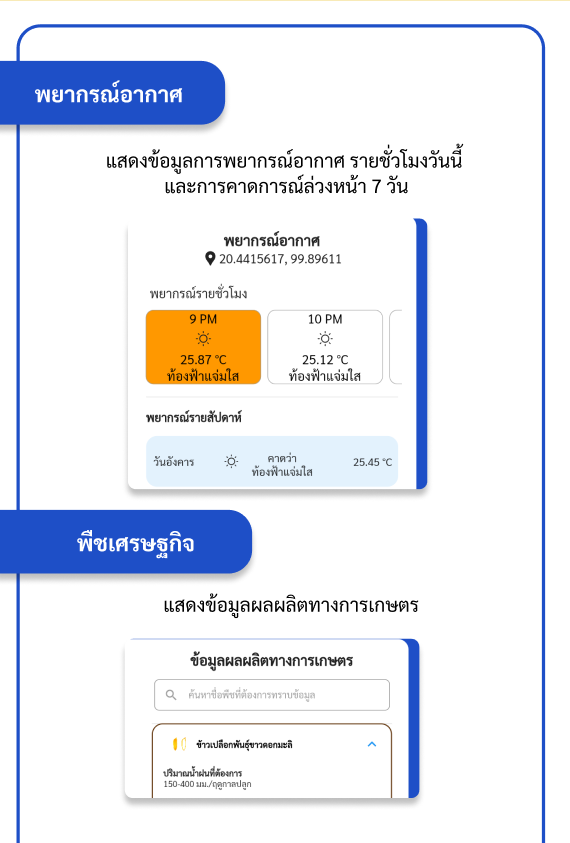 พยากรณ์อากาศ
แสดงข้อมูลการพยากรณ์อากาศ รายชั่วโมงวันนี้
และการคาดการณ์ล่วงหน้า 7 วัน
พยากรณ์อากาศ
20.4415617, 99.89611
พยากรณ์รายชั่วโมง
9 PM
25.87 °C
ท้องฟ้าแจ่มใส
10 PM
25.12 °C
ท้องฟ้าแจ่มใส
พยากรณ์รายสัปดาห์
วันอังคาร
คาดว่า
ท้องฟ้าแจ่มใส
25.45 °C
พืชเศรษฐกิจ
แสดงข้อมูลผลผลิตทางการเกษตร
ข้อมูลผลผลิตทางการเกษตร
ค้นหาชื่อพืชที่ต้องการทราบข้อมูล
ข้าวเปลือกพันธุ์ขาวดอกมะลิ
ปริมาณน้ำฝนที่ต้องการ
150-400 มม./ฤดูกาลปลูก